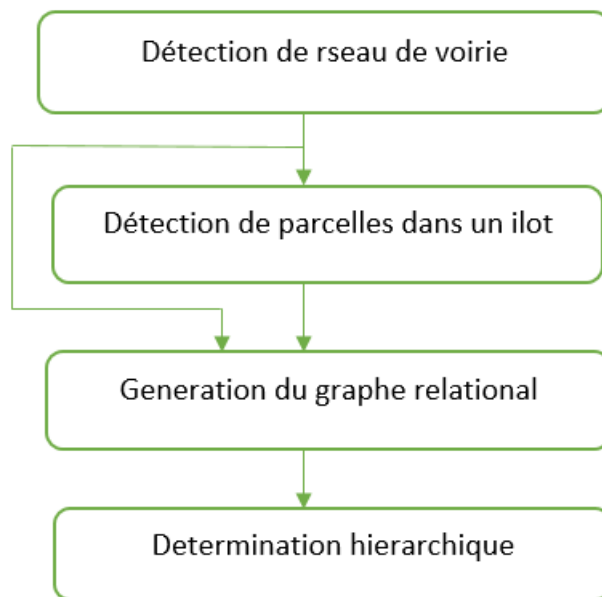 Détection de rseau de voirie
Détection de parcelles dans un ilot
Generation du graphe relational
Determination hierarchique